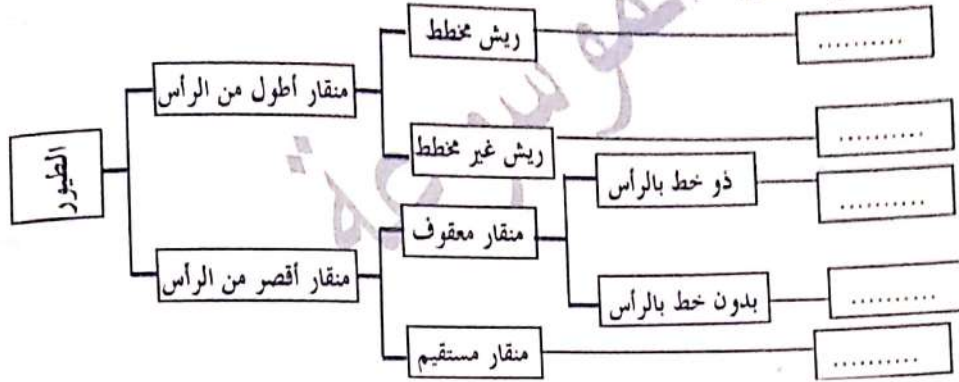 ريش مخطط
..........
منقار أطول من الرأس
ريش غير مخطط
..........
الطيور
ذو خط بالرأس
..........
منقار معقوف
منقار أقصر من الرأس
بدون خط بالرأس
..........
منقار مستقيم
..........